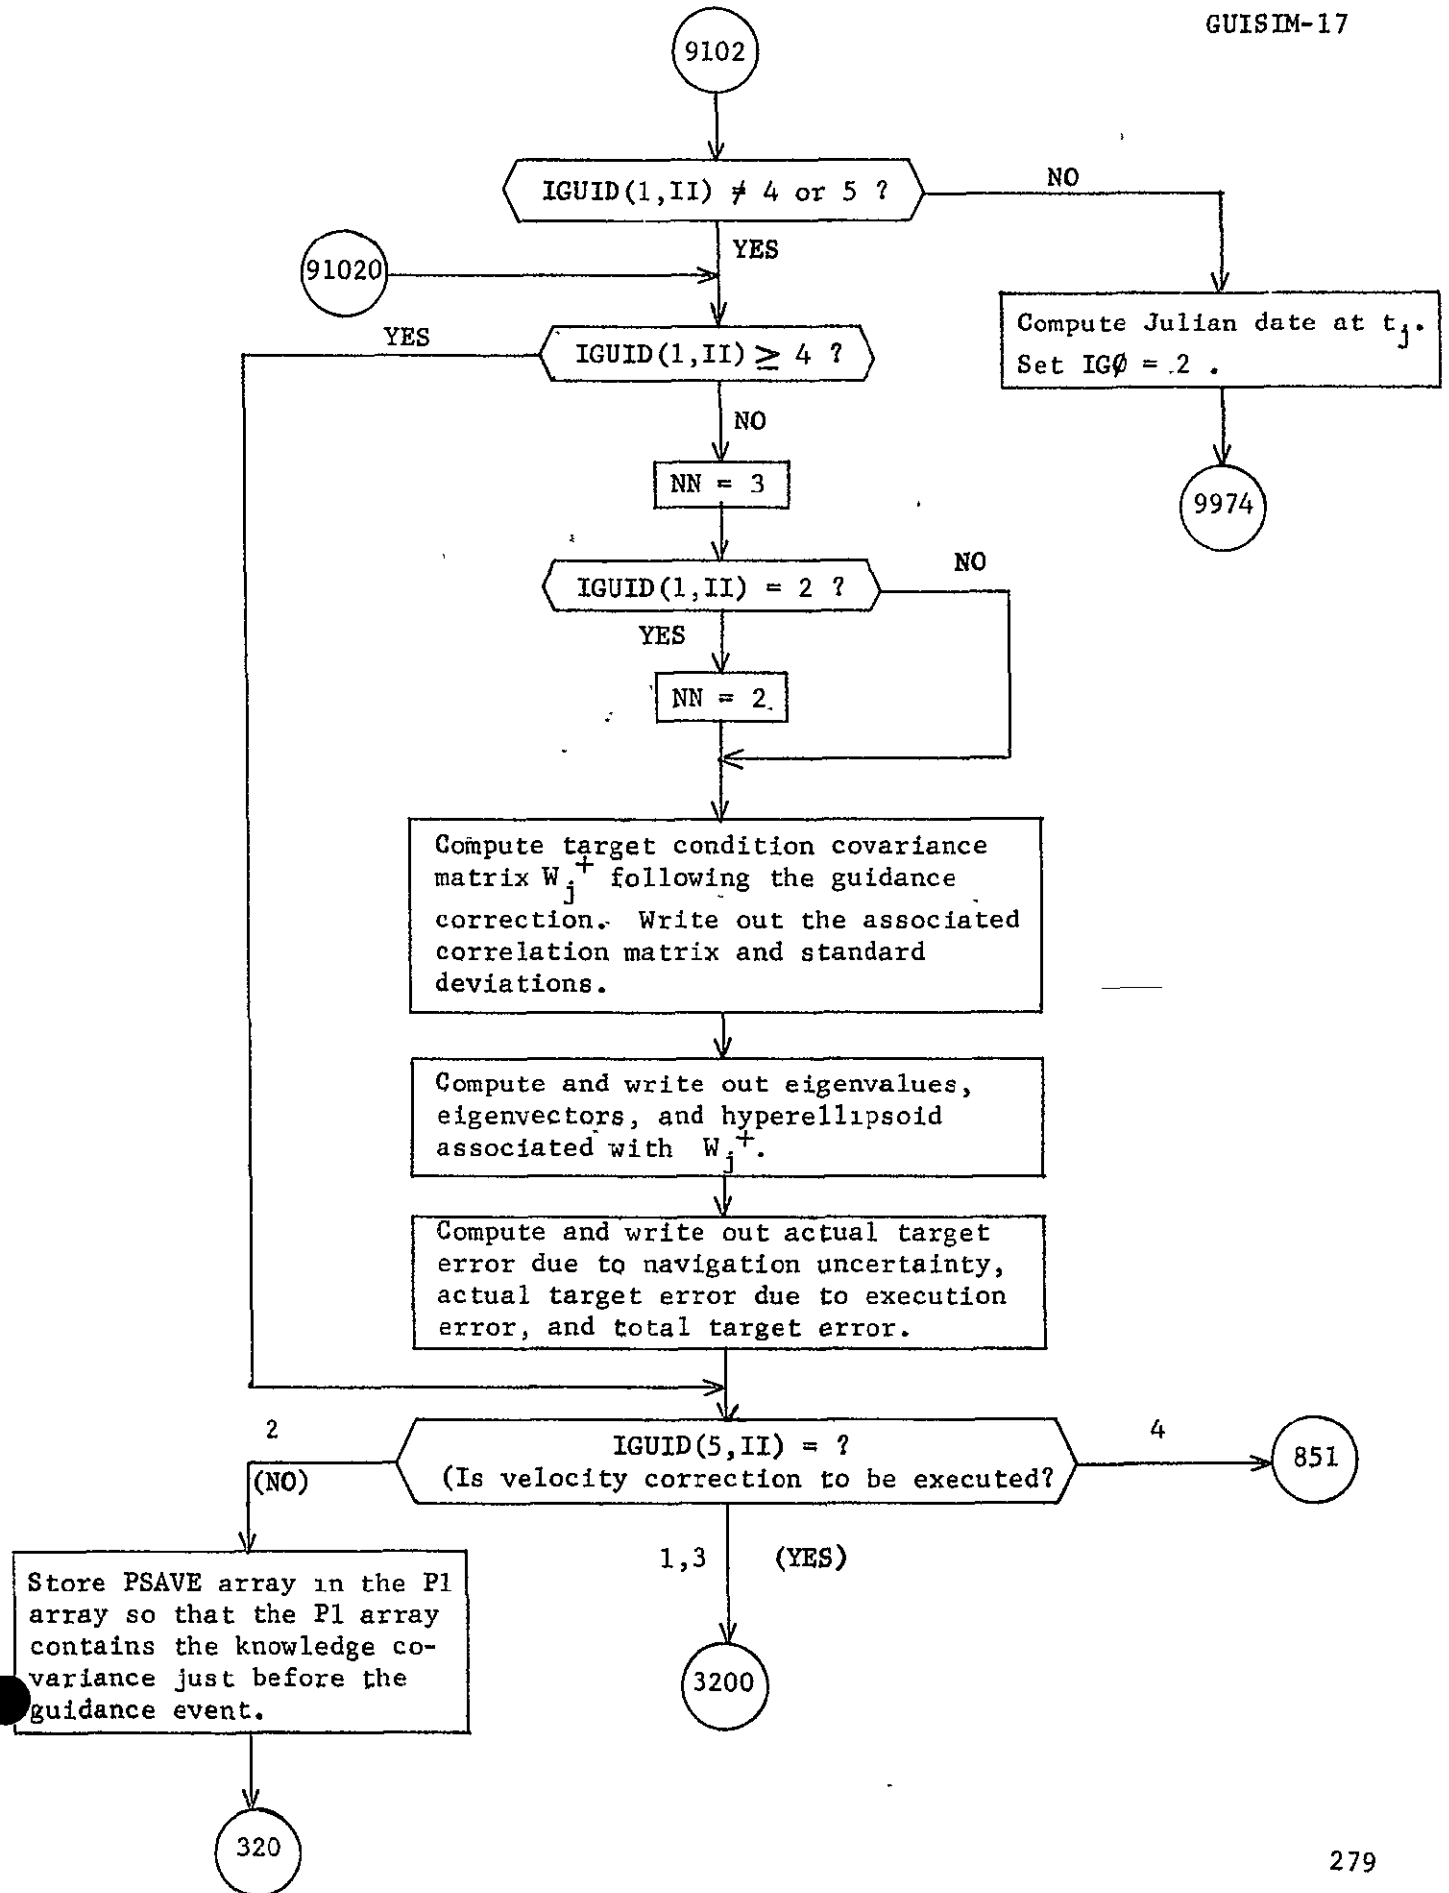 GUISIM-17
9102
IGUID(1,II) ≠ 4 or 5 ?
NO
YES
91020
Compute Julian date at tj.
Set IGØ = 2 .
YES
IGUID(1,II) ≥ 4 ?
NO
NN = 3
9974
IGUID(1,II) = 2 ?
NO
YES
NN = 2
Compute target condition covariance
matrix Wj+ following the guidance
correction. Write out the associated
correlation matrix and standard
deviations.
Compute and write out eigenvalues,
eigenvectors, and hyperellipsoid
associated with Wj+.
Compute and write out actual target
error due to navigation uncertainty,
actual target error due to execution
error, and total target error.
2
(NO)
IGUID(5,II) = ?
(Is velocity correction to be executed?
4
851
1,3 (YES)
Store PSAVE array in the P1
array so that the P1 array
contains the knowledge co-
variance just before the
guidance event.
3200
320
279